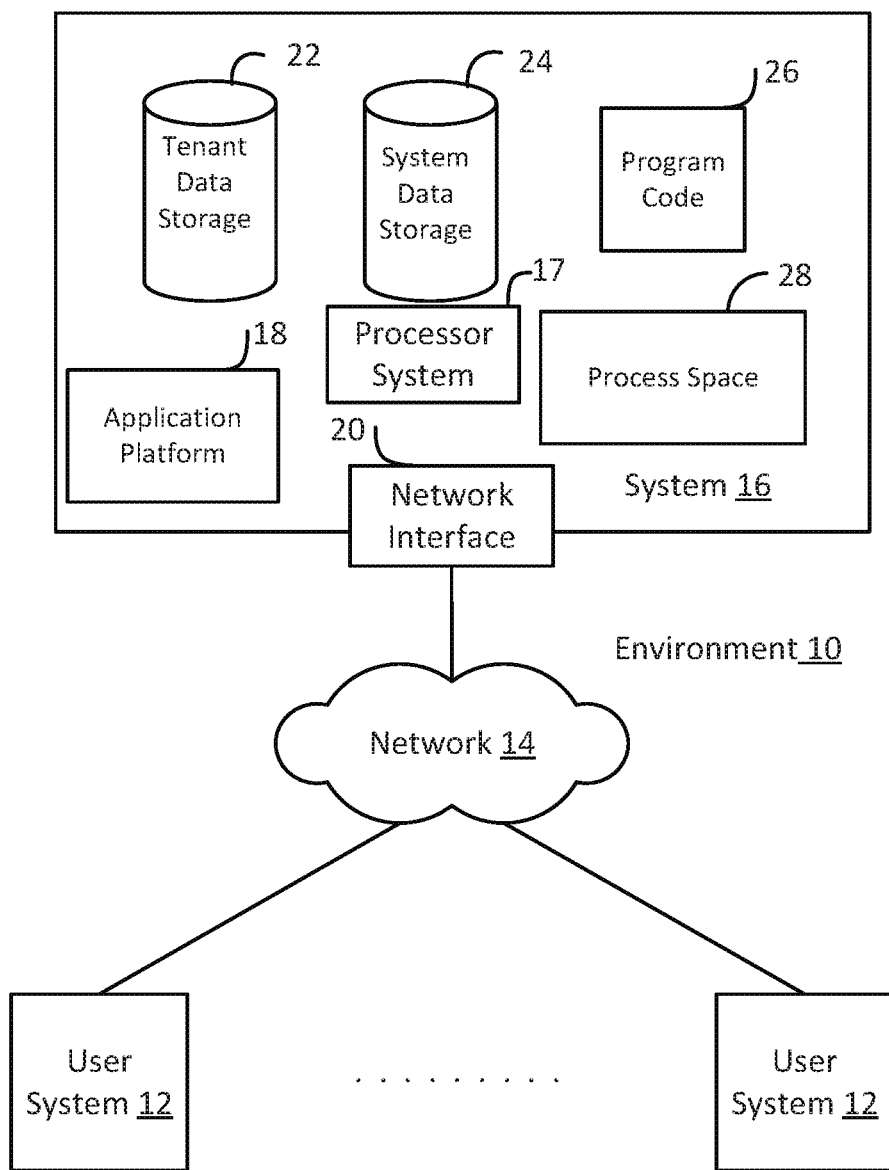 22
24
26
Tenant
Data
Storage
System
Data
Storage
Program
Code
17
28
18
Processor
System
Process Space
Application
Platform
20
Network
Interface
System 16
Environment 10
Network 14
User
System 12
. . . . . . . . .
User
System 12